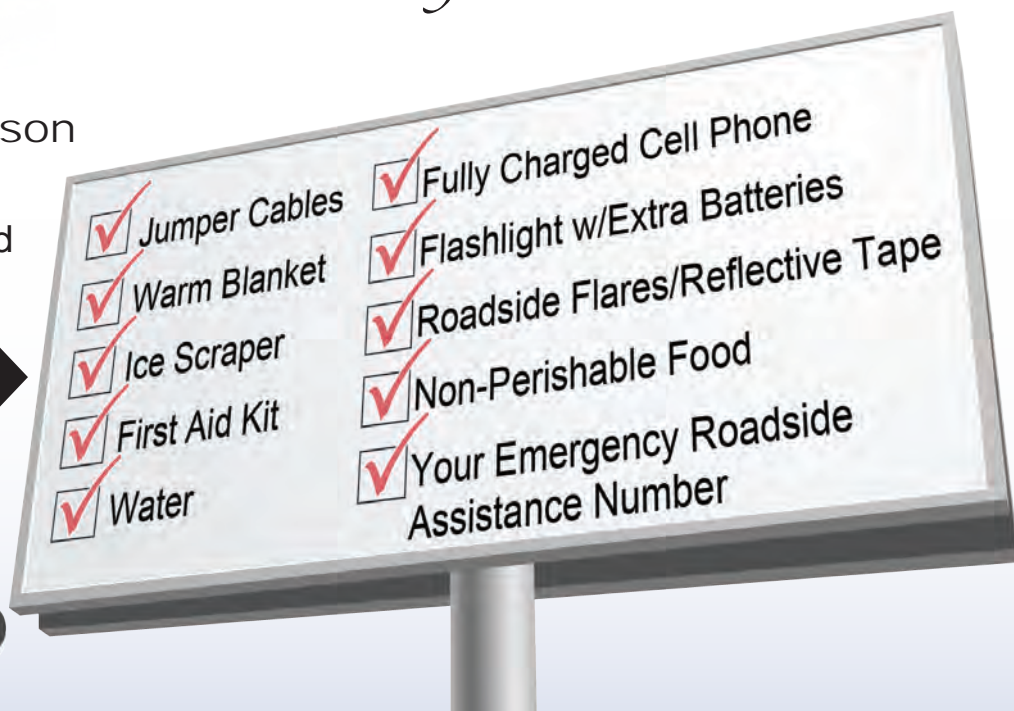 son
d
Jumper Cables
Warm Blanket
Ice Scraper
First Aid Kit
Water
Fully Charged Cell Phone
Flashlight w/Extra Batteries
Roadside Flares/Reflective Tape
Non-Perishable Food
Your Emergency Roadside
Assistance Number